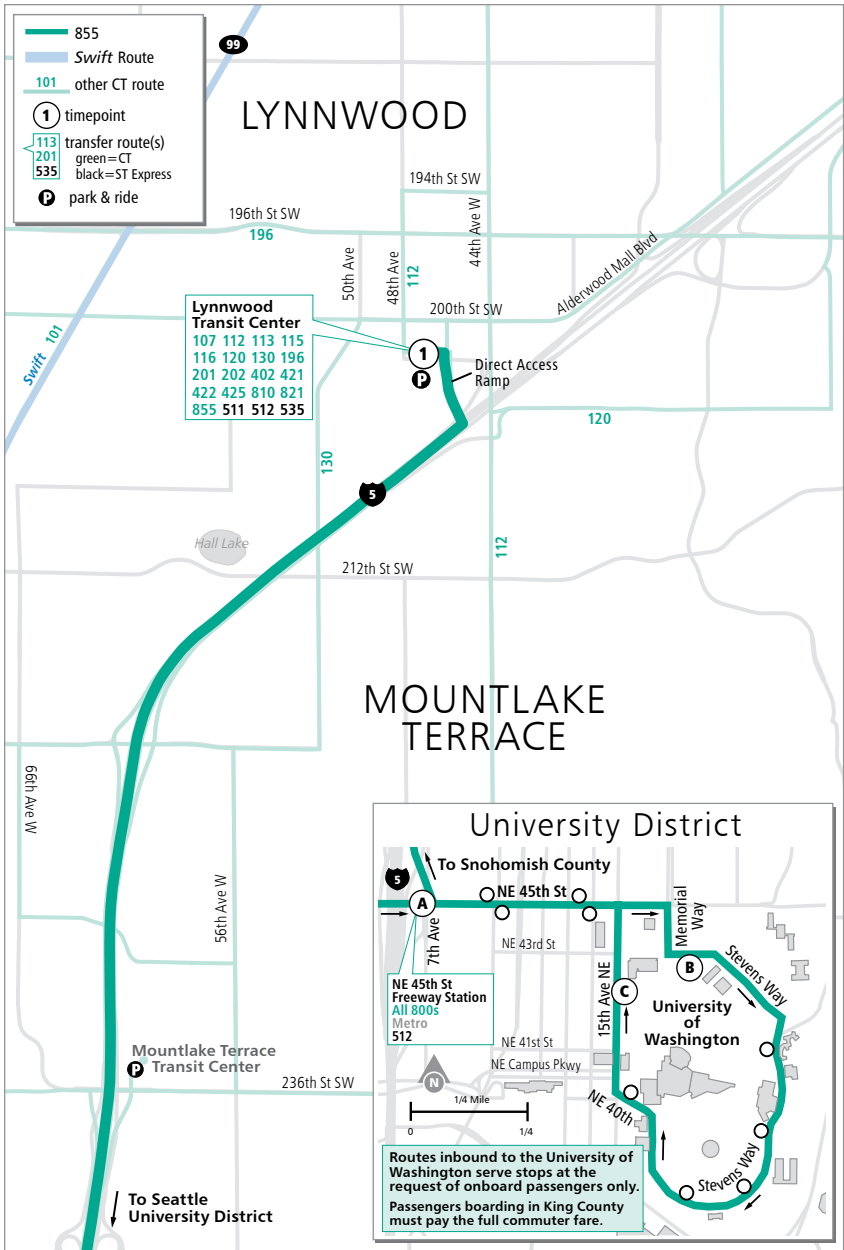 855
Swift Route
101 other CT route
1 timepoint
113 transfer route(s)
201 green=CT
535 black=ST Express
P park & ride
99
LYNNWOOD
194th St SW
196th St SW
196
44th Ave W
50th Ave
48th Ave
112
Alderwood Mall Blvd
200th St SW
Swift 101
Lynnwood
Transit Center
107 112 113 115
116 120 130 196
201 202 402 421
422 425 810 821
855 511 512 535
1
P
Direct Access
Ramp
120
130
5
112
Hall Lake
212th St SW
MOUNTLAKE
TERRACE
66th Ave W
56th Ave W
Mountlake Terrace
Transit Center
P
236th St SW
To Seattle
University District
University District
To Snohomish County
5
A
NE 45th St
7th Ave
NE 43rd St
Memorial
Way
B
Stevens Way
NE 45th St
Freeway Station
All 800s
Metro
512
15th Ave NE
C
University
of
Washington
NE 41st St
NE Campus Pkwy
N
NE 40th
1/4 Mile
0 1/4
Stevens Way
Routes inbound to the University of
Washington serve stops at the
request of onboard passengers only.
Passengers boarding in King County
must pay the full commuter fare.